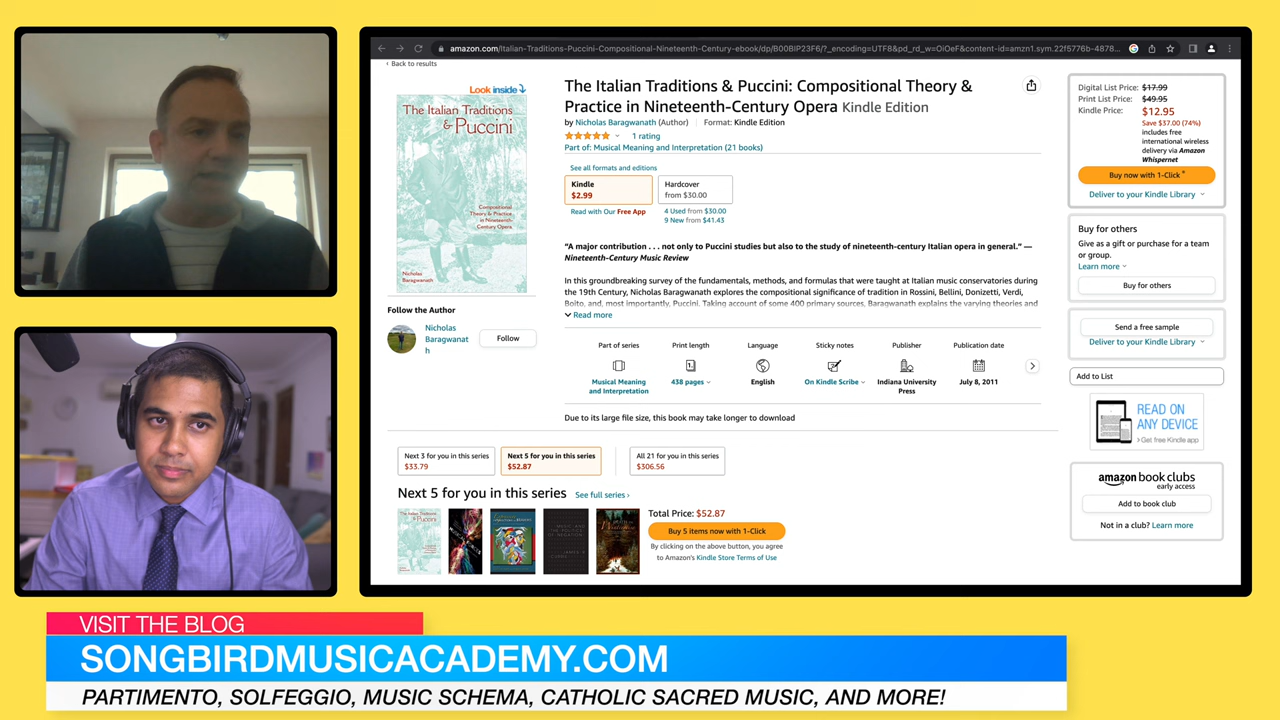 amazon.com/Italian-Traditions-Puccini-Compositional-Nineteenth-Century-ebook/dp/B00BIP23F6/?_encoding=UTF8&pd_rd_w=OiOeF&content-id=amzn1.sym.22f5776b-4878...
‹ Back to results
Look inside
The Italian Traditions
& Puccini
Compositional
Theory & Practice
in Nineteenth-
Century Opera
Nicholas
Baragwanath
Follow the Author
Nicholas
Baragwanat
h
Follow
The Italian Traditions & Puccini: Compositional Theory &
Practice in Nineteenth-Century Opera Kindle Edition
by Nicholas Baragwanath (Author) | Format: Kindle Edition
1 rating
Part of: Musical Meaning and Interpretation (21 books)
See all formats and editions
Kindle
$2.99
Read with Our Free App
Hardcover
from $30.00
4 Used from $30.00
9 New from $41.43
"A major contribution . . . not only to Puccini studies but also to the study of nineteenth-century Italian opera in general." —
Nineteenth-Century Music Review
In this groundbreaking survey of the fundamentals, methods, and formulas that were taught at Italian music conservatories during
the 19th Century, Nicholas Baragwanath explores the compositional significance of tradition in Rossini, Bellini, Donizetti, Verdi,
Boito, and, most importantly, Puccini. Taking account of some 400 primary sources, Baragwanath explains the varying theories and
Read more
Part of series
Musical Meaning
and Interpretation
Print length
438 pages
Language
English
Sticky notes
On Kindle Scribe
Publisher
Indiana University
Press
Publication date
July 8, 2011
Due to its large file size, this book may take longer to download
Next 3 for you in this series
$33.79
Next 5 for you in this series
$52.87
All 21 for you in this series
$306.56
Next 5 for you in this series See full series ›
Total Price: $52.87
Buy 5 items now with 1-Click
By clicking on the above button, you agree
to Amazon's Kindle Store Terms of Use
Digital List Price: $17.99
Print List Price: $49.95
Kindle Price: $12.95
Save $37.00 (74%)
includes free
international wireless
delivery via Amazon
Whispernet
Buy now with 1-Click ®
Deliver to your Kindle Library
Buy for others
Give as a gift or purchase for a team
or group.
Learn more
Buy for others
Send a free sample
Deliver to your Kindle Library
Add to List
READ ON
ANY DEVICE
› Get free Kindle app
amazon book clubs
early access
Add to book club
Not in a club? Learn more
VISIT THE BLOG
SONGBIRDMUSICACADEMY.COM
PARTIMENTO, SOLFEGGIO, MUSIC SCHEMA, CATHOLIC SACRED MUSIC, AND MORE!